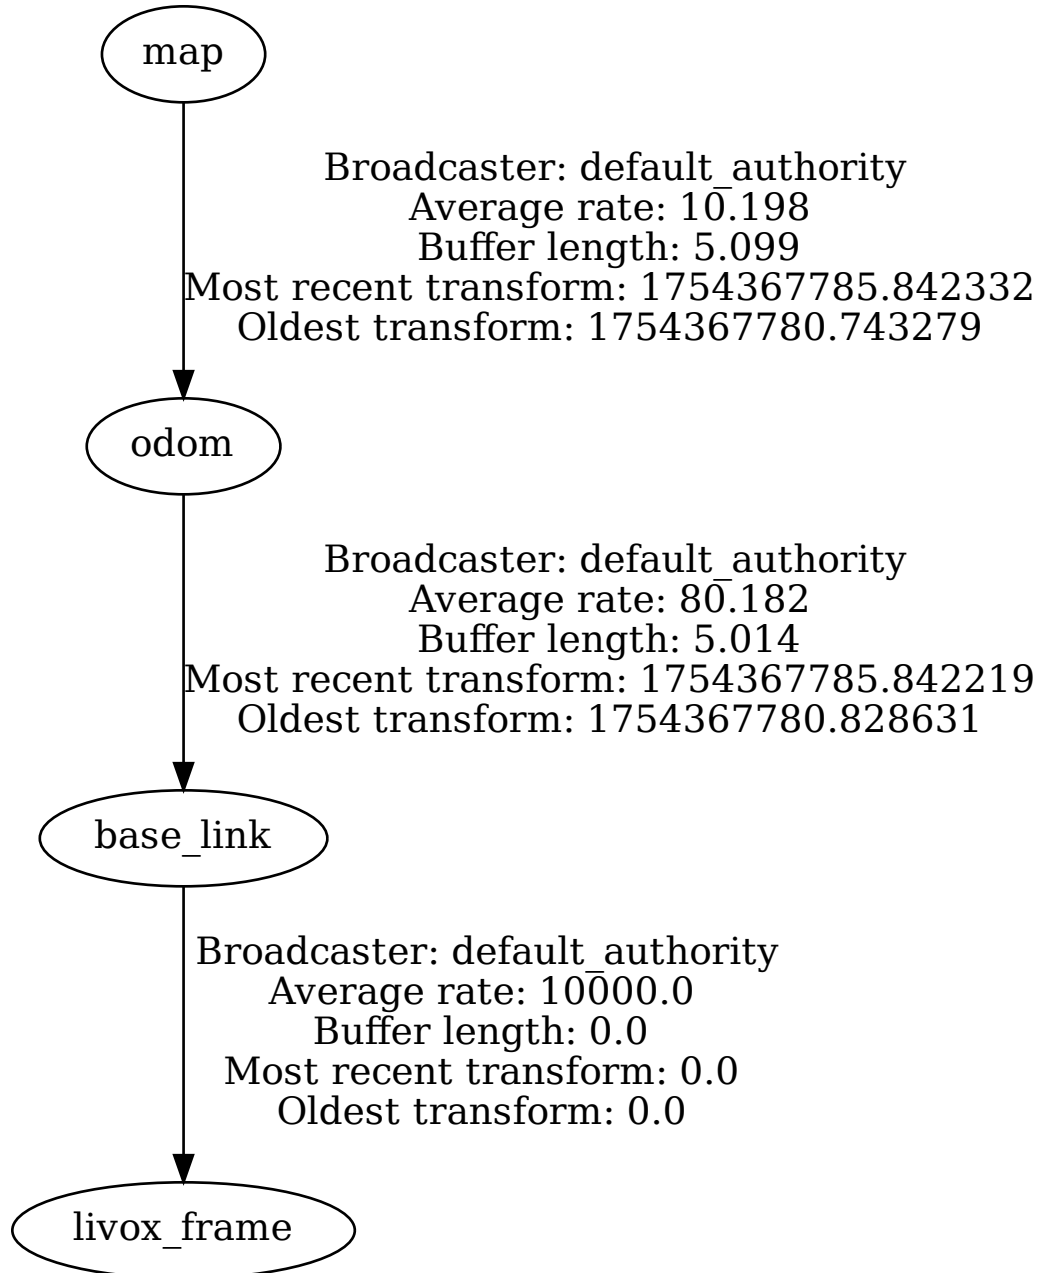 map
Broadcaster: default_authority
Average rate: 10.198
Buffer length: 5.099
Most recent transform: 1754367785.842332
Oldest transform: 1754367780.743279
odom
Broadcaster: default_authority
Average rate: 80.182
Buffer length: 5.014
Most recent transform: 1754367785.842219
Oldest transform: 1754367780.828631
base_link
Broadcaster: default_authority
Average rate: 10000.0
Buffer length: 0.0
Most recent transform: 0.0
Oldest transform: 0.0
livox_frame